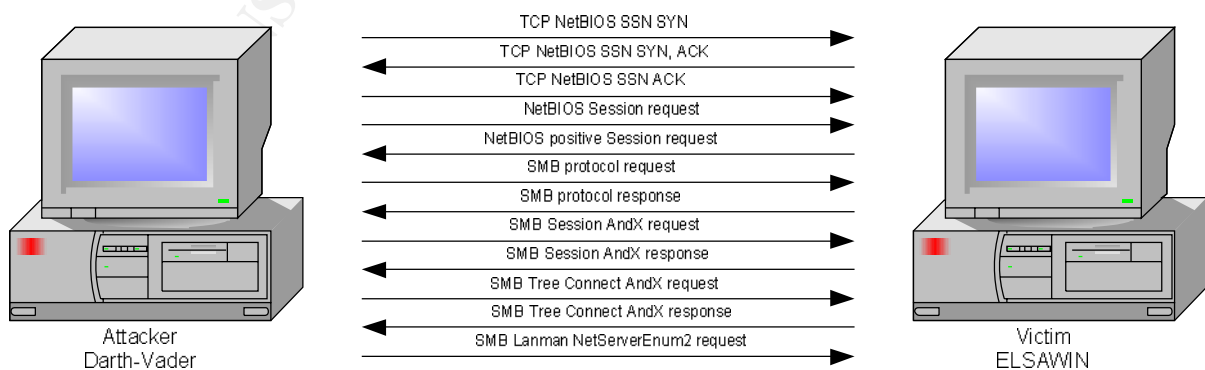 TCP NetBIOS SSN SYN
TCP NetBIOS SSN SYN, ACK
TCP NetBIOS SSN ACK
NetBIOS Session request
NetBIOS positive Session request
SMB protocol request
SMB protocol response
SMB Session AndX request
SMB Session AndX response
SMB Tree Connect AndX request
SMB Tree Connect AndX response
SMB Lanman NetServerEnum2 request
Attacker
Darth-Vader
Victim
ELSAWIN